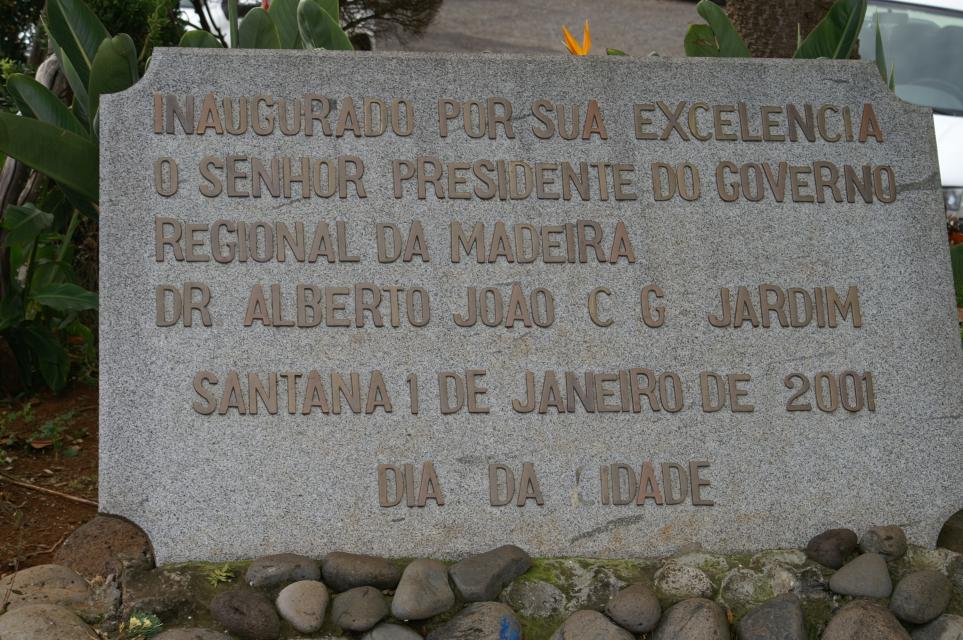 INAUGURADO POR SUA EXCELENCIA
O SENHOR PRESIDENTE DO GOVERNO
REGIONAL DA MADEIRA
DR ALBERTO JOÃO C G JARDIM
SANTANA 1 DE JANEIRO DE 2001
DIA DA IDADE